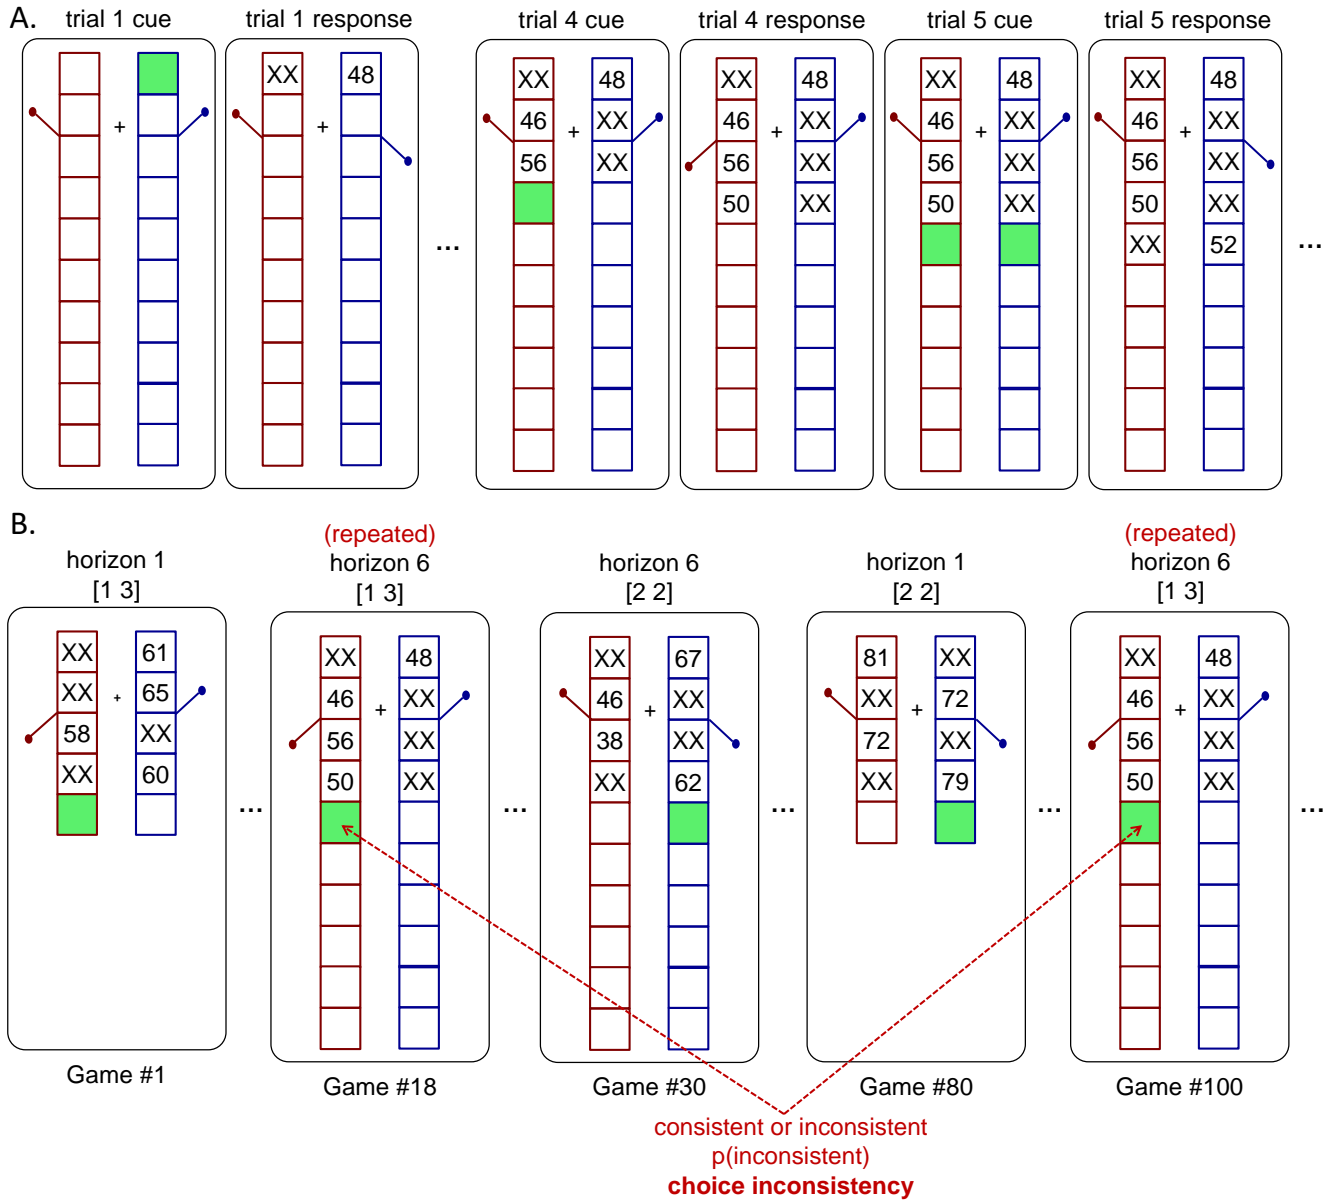 A.
trial 1 cue trial 1 response trial 4 cue trial 4 response trial 5 cue trial 5 response
XX 48 XX 48 XX 48 XX 48 XX 48
46 XX 46 XX 46 XX 46 XX
+ + + + + +
56 XX 56 XX 56 XX 56 XX
50 XX 50 XX 50 XX
... XX 52 ...
B.
(repeated) (repeated)
horizon 1 horizon 6 horizon 6 horizon 1 horizon 6
[1 3] [1 3] [2 2] [2 2] [1 3]
XX 61 XX 48 XX 67 81 XX XX 48
XX 65 46 XX 46 XX XX 72 46 XX
+ + + + +
58 XX 56 XX 38 XX 72 XX 56 XX
XX 60 50 XX XX 62 XX 79 50 XX
... ... ... ... ...
Game #1 Game #18 Game #30 Game #80 Game #100
consistent or inconsistent
p(inconsistent)
choice inconsistency